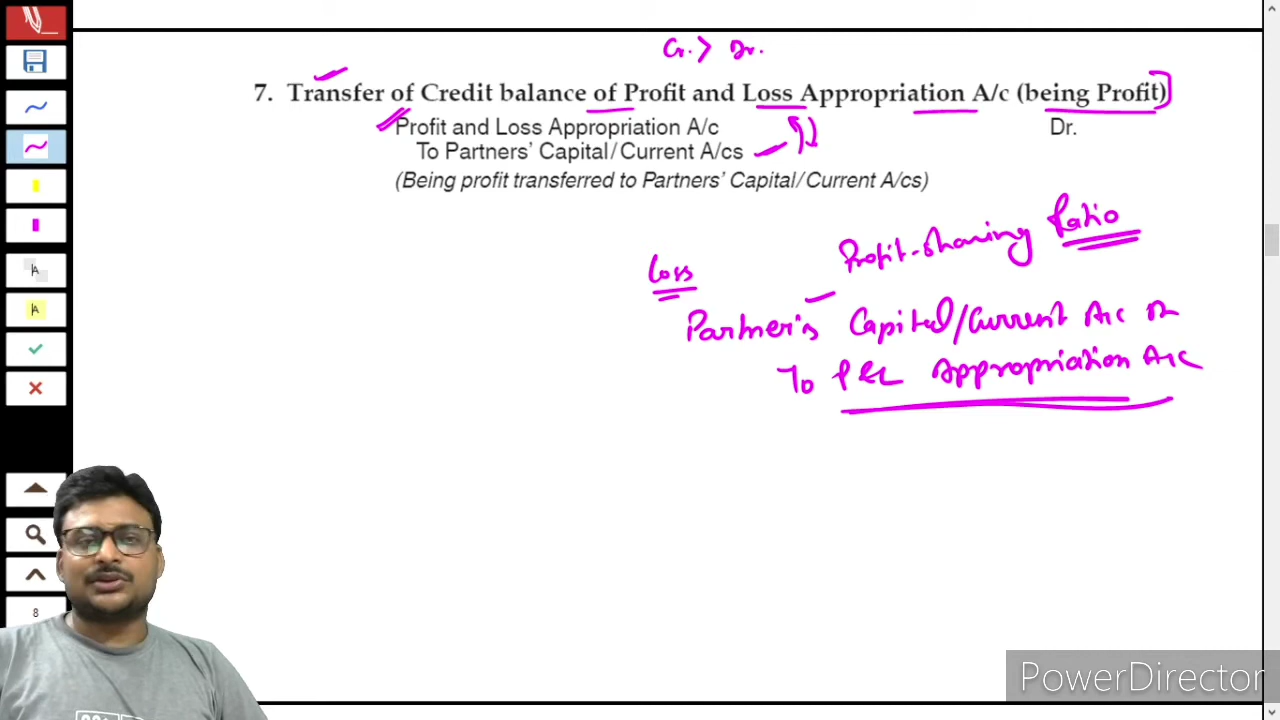 Cr. > Dr.
7. Transfer of Credit balance of Profit and Loss Appropriation A/c (being Profit)
Profit and Loss Appropriation A/c Dr.
To Partners' Capital/Current A/cs
(Being profit transferred to Partners' Capital/Current A/cs)
Profit-sharing Ratio
Loss
Partner's Capital/Current A/c Dr
To P&L Appropriation A/c
8
PowerDirector